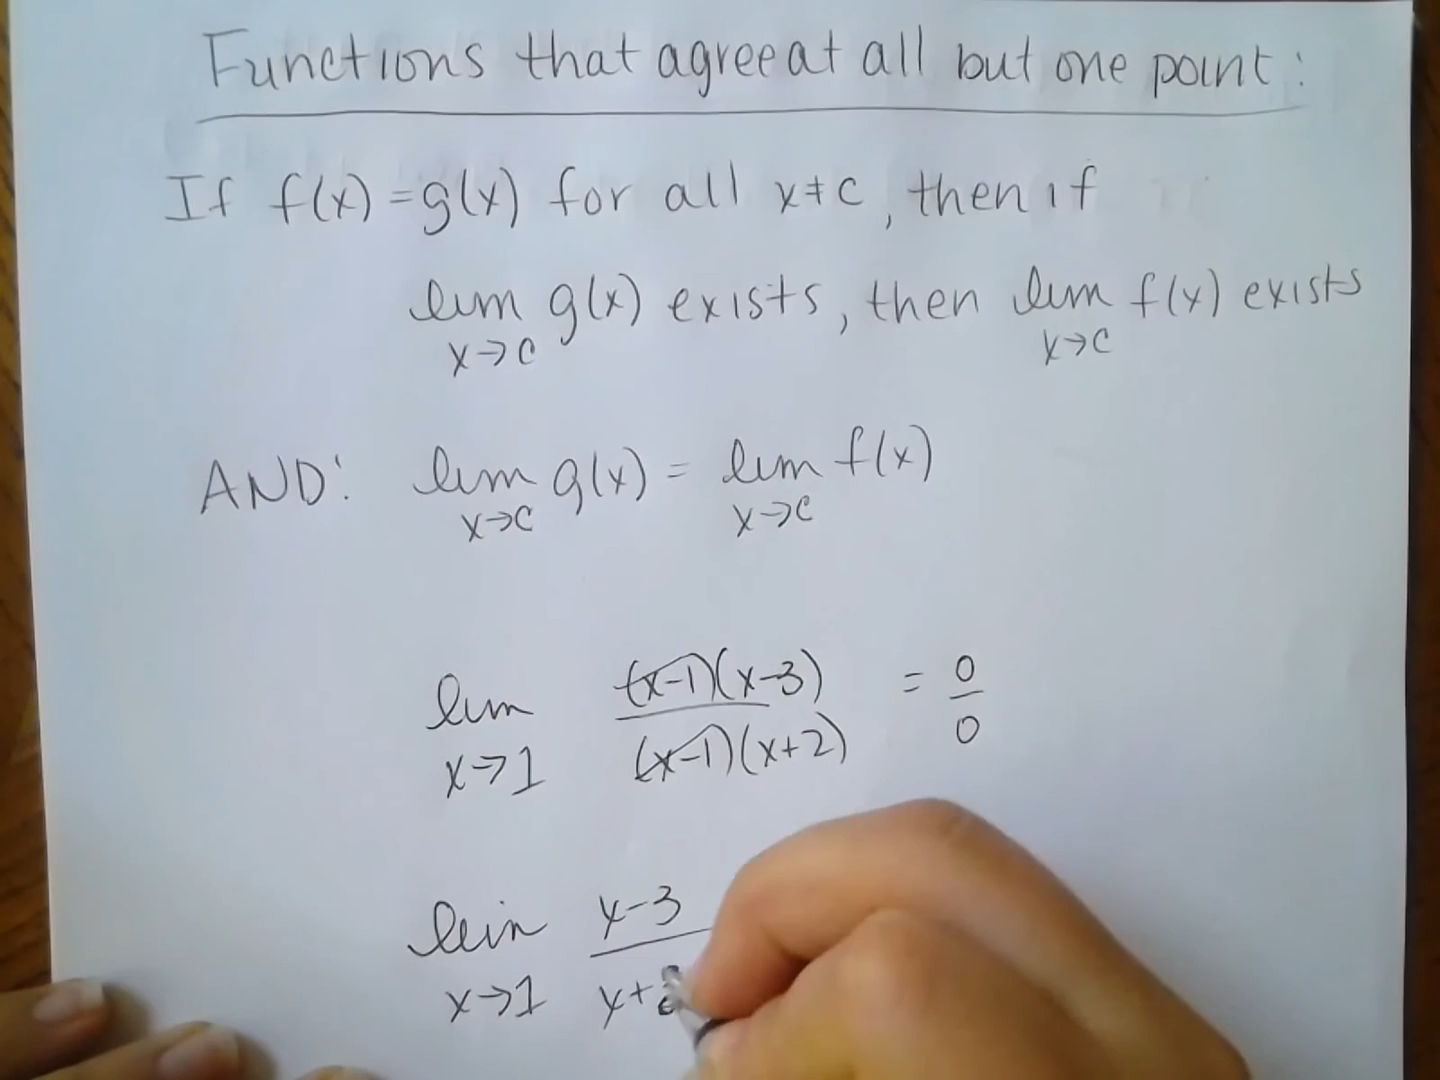 Functions that agree at all but one point:
If f(x) = g(x) for all x≠c, then if
lim g(x) exists, then lim f(x) exists
x→c x→c
AND: lim g(x) = lim f(x)
x→c x→c
lim (x-1)(x-3) = 0
x→1 (x-1)(x+2) 0
lim x-3
x→1 x+